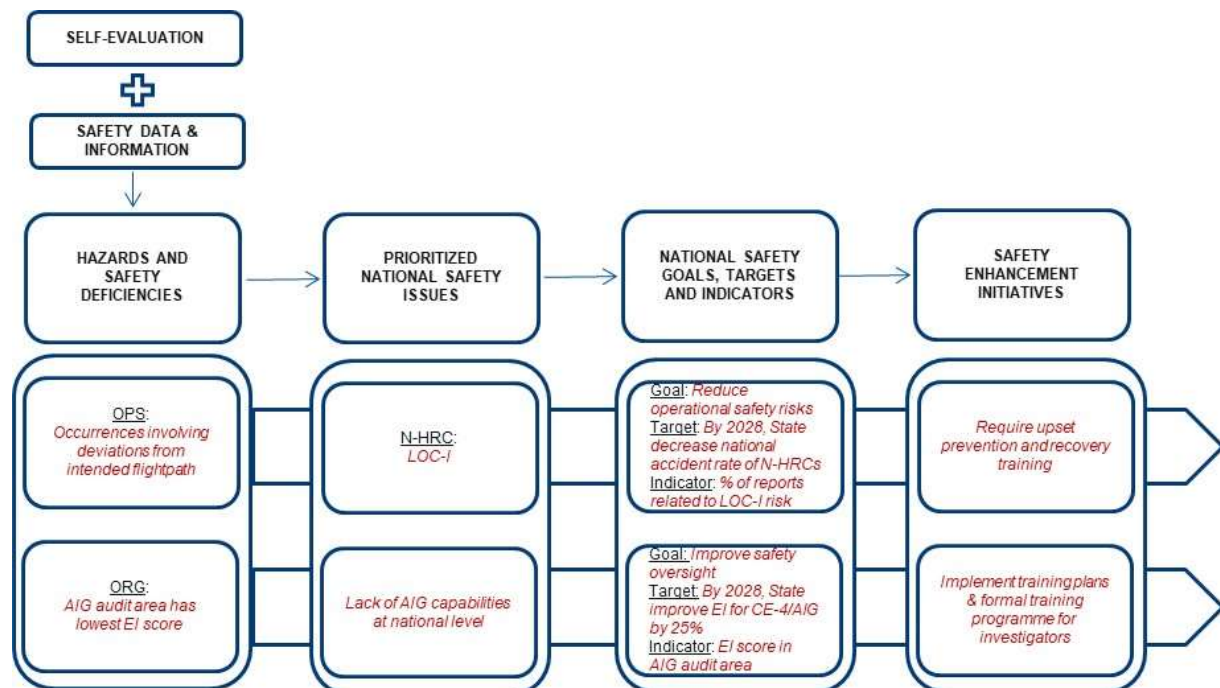 SELF-EVALUATION
SAFETY DATA &
INFORMATION
HAZARDS AND
SAFETY
DEFICIENCIES
PRIORITIZED
NATIONAL SAFETY
ISSUES
NATIONAL SAFETY
GOALS, TARGETS
AND INDICATORS
SAFETY
ENHANCEMENT
INITIATIVES
OPS:
Occurrences involving
deviations from
intended flightpath
N-HRC:
LOC-I
Goal: Reduce
operational safety risks
Target: By 2028, State
decrease national
accident rate of N-HRCs
Indicator: % of reports
related to LOC-I risk
Require upset
prevention and recovery
training
ORG:
AIG audit area has
lowest EI score
Lack of AIG capabilities
at national level
Goal: Improve safety
oversight
Target: By 2028, State
improve EI for CE-4/AIG
by 25%
Indicator: EI score in
AIG audit area
Implement training plans
& formal training
programme for
investigators